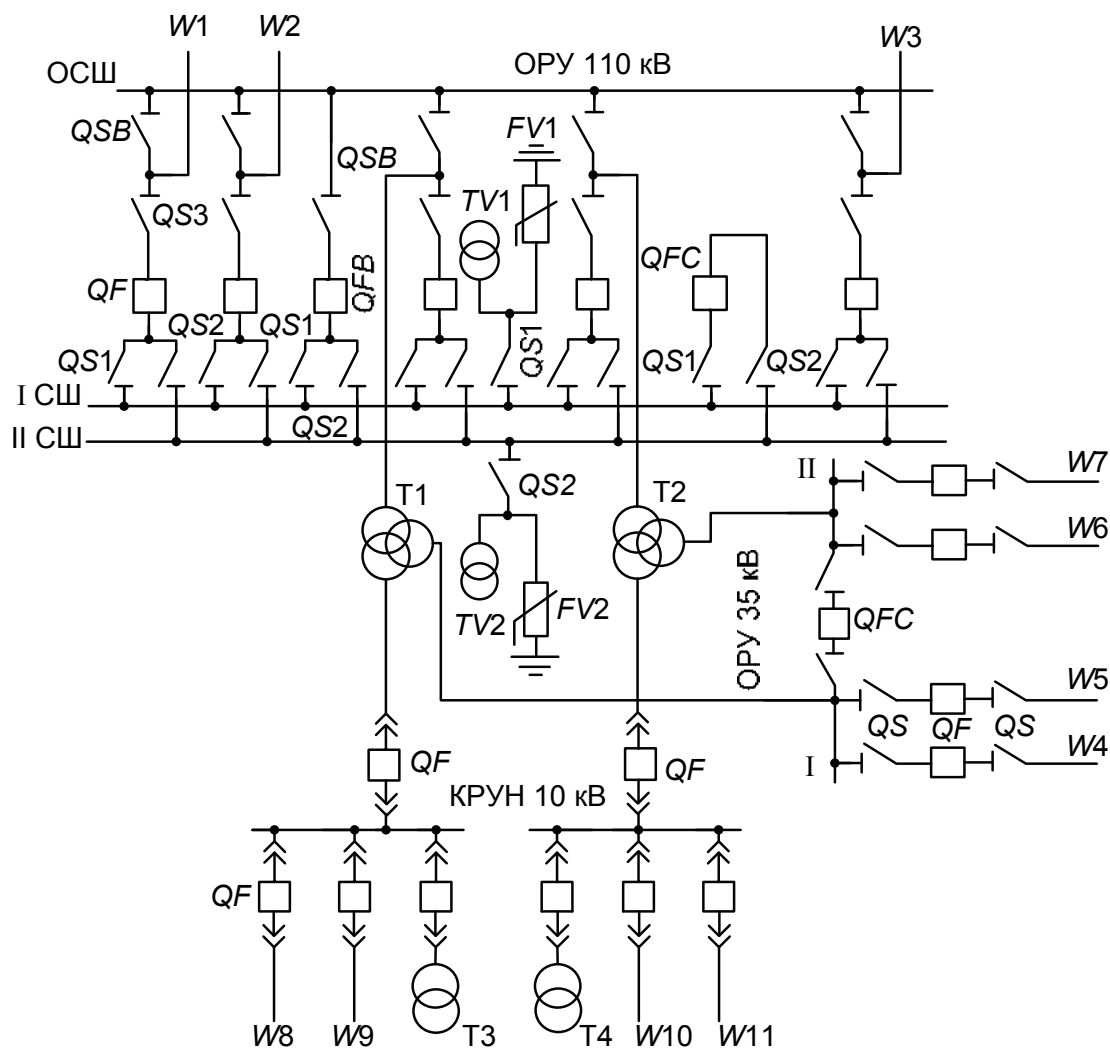 W1
W2
W3
ОРУ 110 кВ
ОСШ
QSB
FV1
QSB
TV1
QS3
QFC
QF
QFB
QS2
QS1
QS1
QS1
QS1
QS2
I СШ
QS2
II СШ
II
W7
QS2
T1
T2
W6
ОРУ 35 кВ
TV2
FV2
QFC
W5
QS
QF
QS
W4
I
QF
QF
КРУН 10 кВ
QF
W8
W9
T3
T4
W10
W11